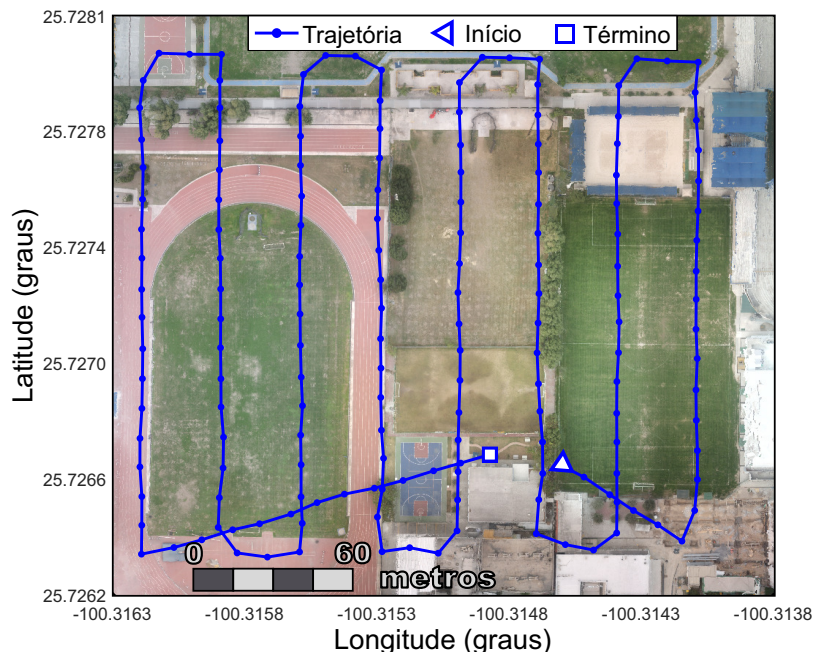 Trajetória Início Término
25.7281
25.7278
25.7274
25.7270
25.7266
25.7262
Latitude (graus)
0 60
metros
-100.3163 -100.3158 -100.3153 -100.3148 -100.3143 -100.3138
Longitude (graus)